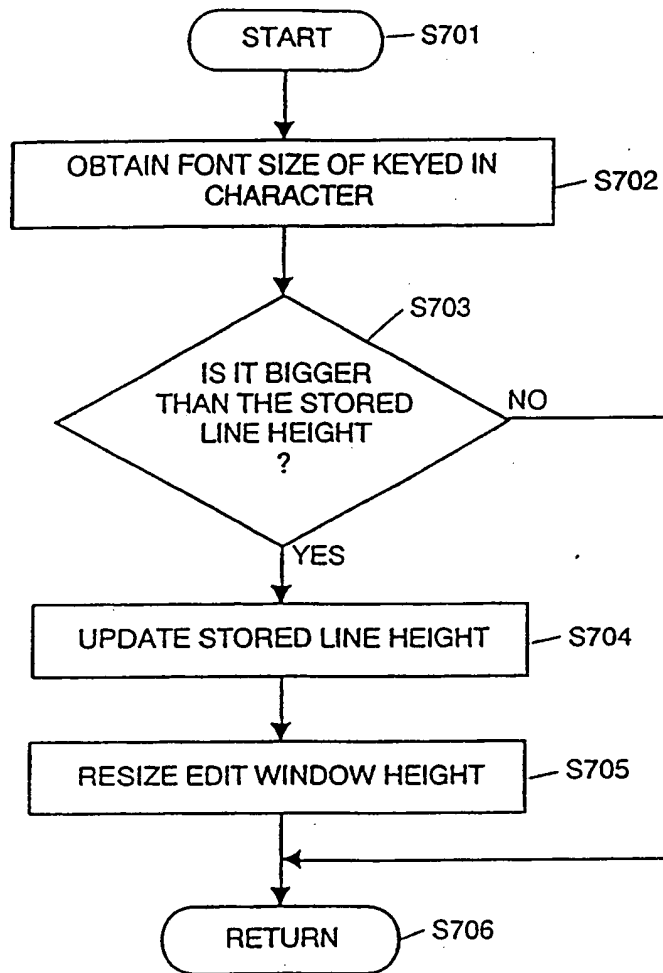 START
S701
OBTAIN FONT SIZE OF KEYED IN
CHARACTER
S702
S703
IS IT BIGGER
THAN THE STORED
LINE HEIGHT
?
NO
YES
UPDATE STORED LINE HEIGHT
S704
RESIZE EDIT WINDOW HEIGHT
S705
RETURN
S706